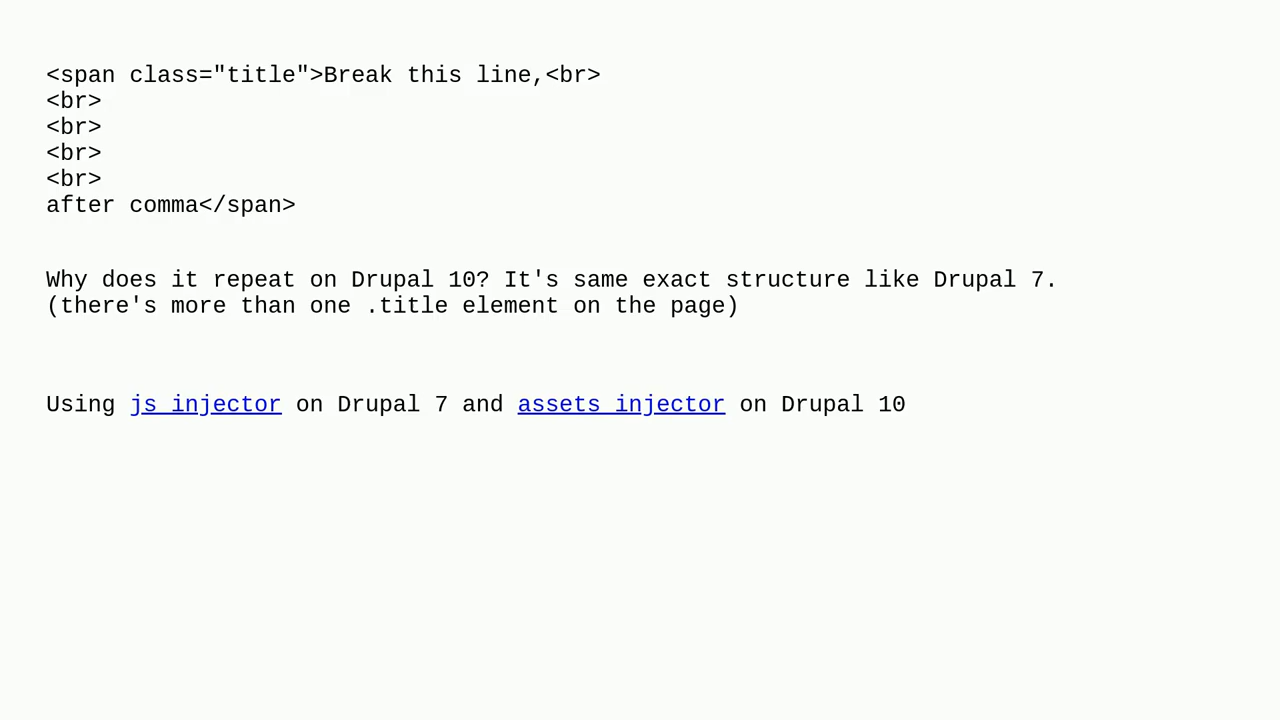 <span class="title">Break this line,<br>
<br>
<br>
<br>
<br>
after comma</span>
Why does it repeat on Drupal 10? It's same exact structure like Drupal 7.
(there's more than one .title element on the page)
Using js injector on Drupal 7 and assets injector on Drupal 10